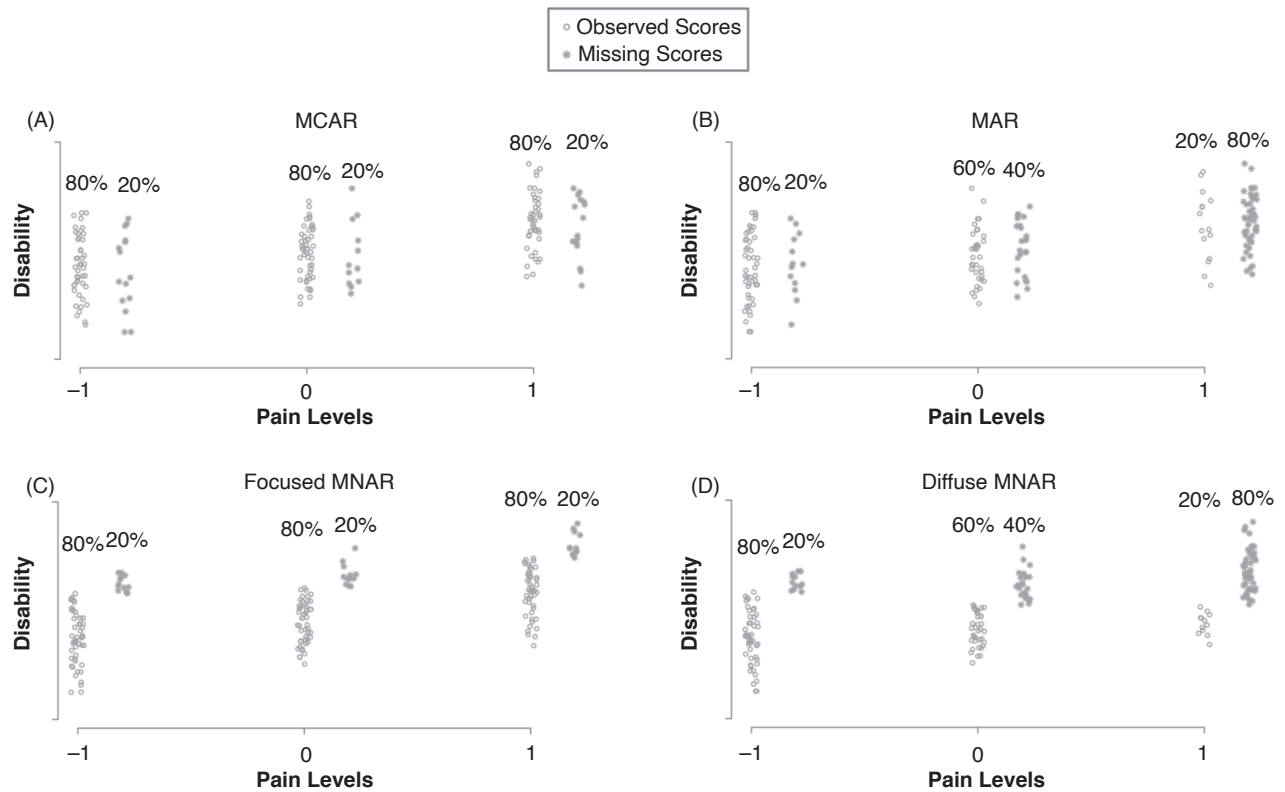 Observed Scores
Missing Scores
(A)
MCAR
80% 20%
80% 20%
80% 20%
Disability
–1 0 1
Pain Levels
(B)
MAR
80% 20%
60% 40%
20% 80%
Disability
–1 0 1
Pain Levels
(C)
Focused MNAR
80% 20%
80% 20%
80% 20%
Disability
–1 0 1
Pain Levels
(D)
Diffuse MNAR
80% 20%
60% 40%
20% 80%
Disability
–1 0 1
Pain Levels